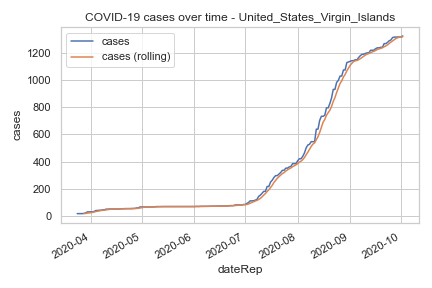 COVID-19 cases over time - United_States_Virgin_Islands
cases
cases (rolling)
cases
1200
1000
800
600
400
200
0
2020-04
2020-05
2020-06
2020-07
2020-08
2020-09
2020-10
dateRep